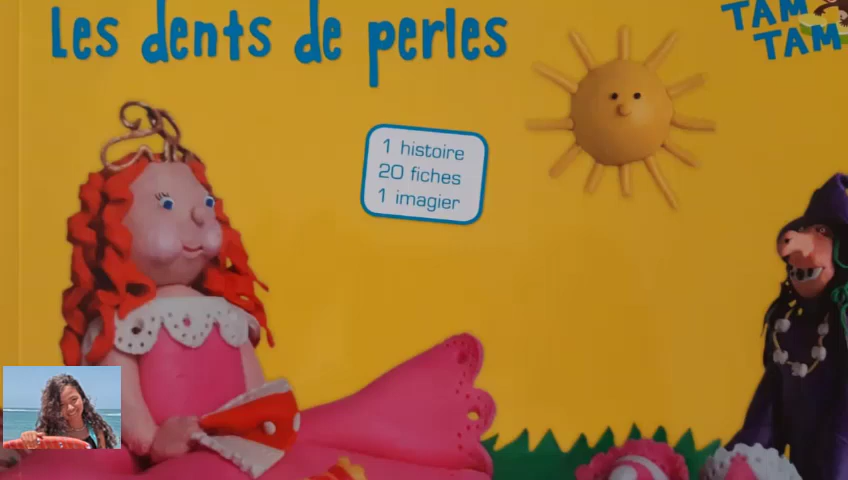 Les dents de perles
TAM
TAM
1 histoire
20 fiches
1 imagier